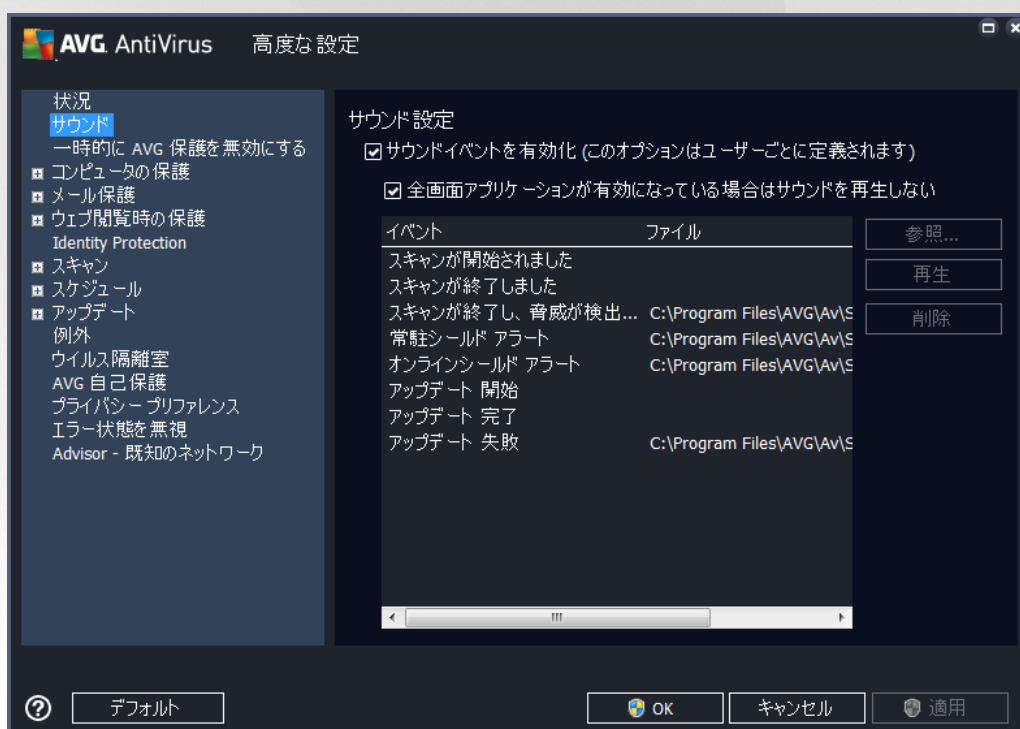 AVG. AntiVirus 高度な設定
状況
サウンド
一時的に AVG 保護を無効にする
コンピュータの保護
メール保護
ウェブ閲覧時の保護
Identity Protection
スキャン
スケジュール
アップデート
例外
ウイルス隔離室
AVG 自己保護
プライバシー プリファレンス
エラー状態を無視
Advisor - 既知のネットワーク
サウンド設定
サウンドイベントを有効化 (このオプションはユーザーごとに定義されます)
全画面アプリケーションが有効になっている場合はサウンドを再生しない
イベント ファイル
スキャンが開始されました
スキャンが終了しました
スキャンが終了し、脅威が検出... C:\Program Files\AVG\Av\S
常駐シールド アラート C:\Program Files\AVG\Av\S
オンラインシールド アラート C:\Program Files\AVG\Av\S
アップデート 開始
アップデート 完了
アップデート 失敗 C:\Program Files\AVG\Av\S
参照...
再生
削除
? デフォルト OK キャンセル 適用